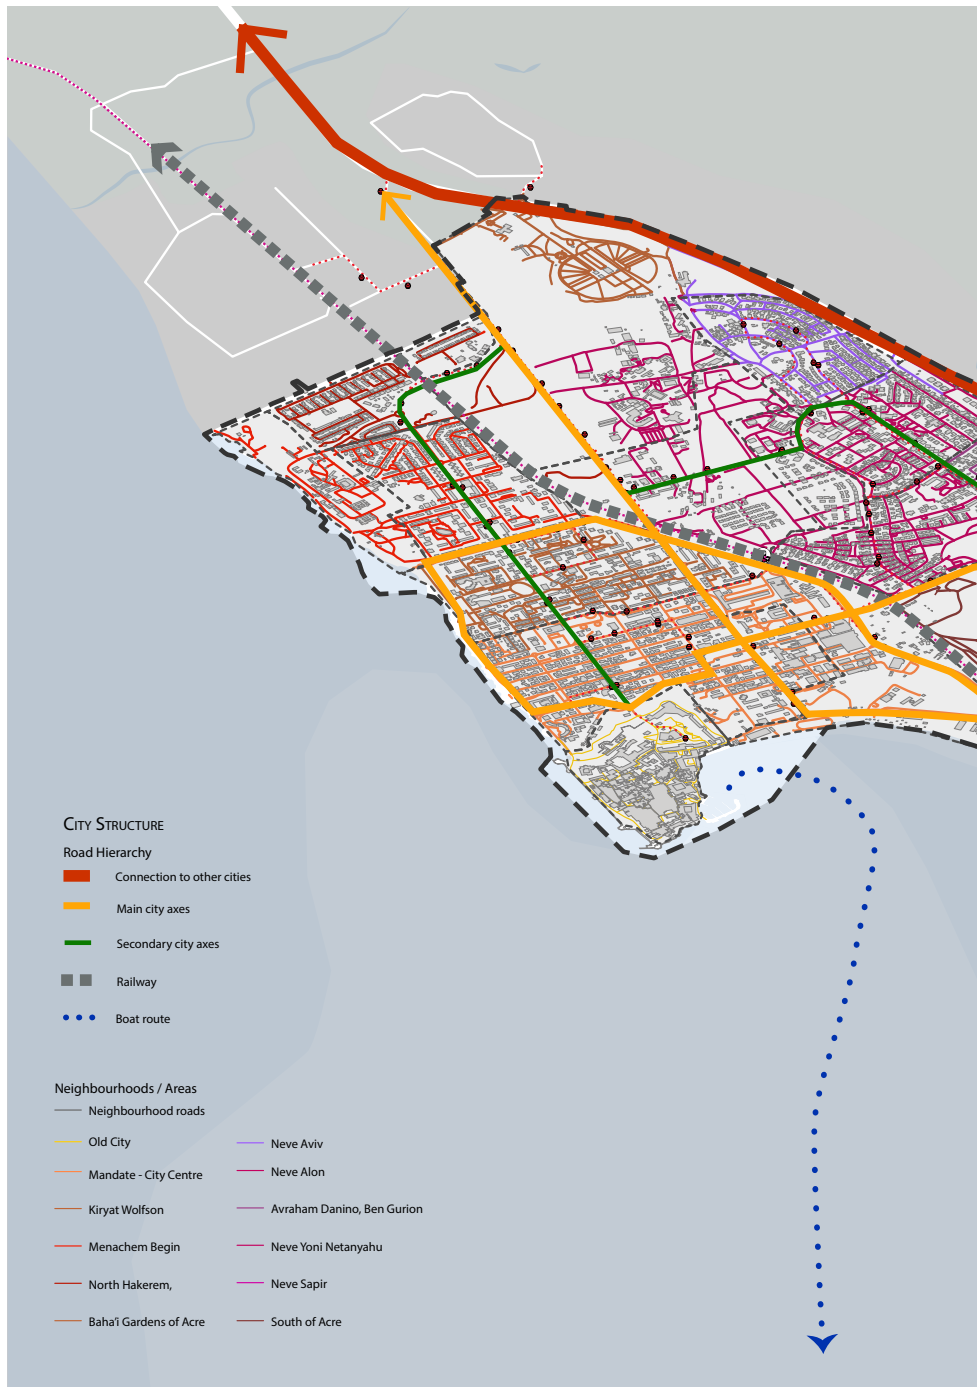 CITY STRUCTURE
Road Hierarchy
Connection to other cities
Main city axes
Secondary city axes
Railway
Boat route
Neighbourhoods / Areas
Neighbourhood roads
Old City
Mandate - City Centre
Kiryat Wolfson
Menachem Begin
North Hakerem,
Baha'i Gardens of Acre
Neve Aviv
Neve Alon
Avraham Danino, Ben Gurion
Neve Yoni Netanyahu
Neve Sapir
South of Acre